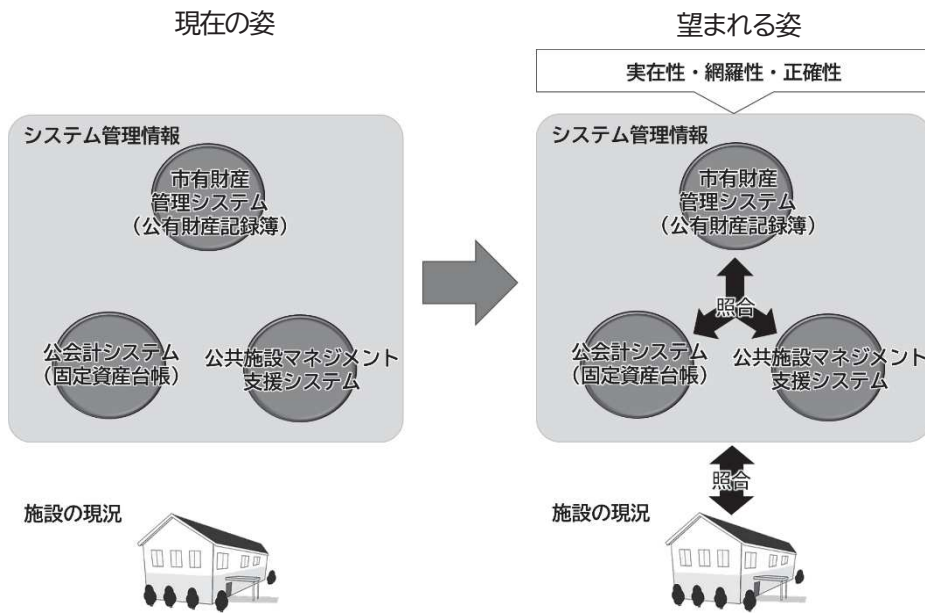 現在の姿
システム管理情報
市有財産
管理システム
（公有財産記録簿）
公会計システム
（固定資産台帳）
公共施設マネジメント
支援システム
施設の現況
望まれる姿
実在性・網羅性・正確性
システム管理情報
市有財産
管理システム
（公有財産記録簿）
照合
公会計システム
（固定資産台帳）
公共施設マネジメント
支援システム
照合
施設の現況